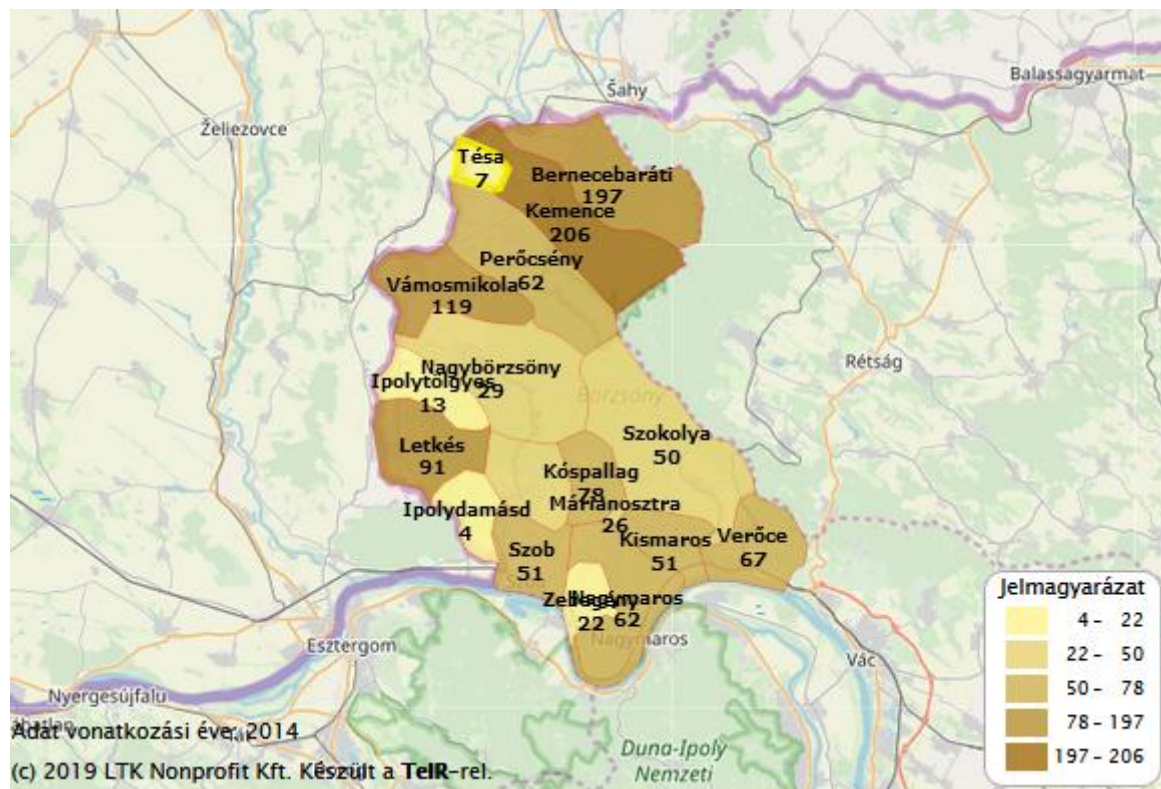 Balassagyarmat
Šahy
Želiezovce
Tésa
7
Bernecebaráti
197
Kemence
206
Perőcsény
62
Vámosmikola
119
Rétság
Nagybörzsöny
29
Ipolytölgyes
13
Börzsöny
Szokolya
50
Letkés
91
Kóspallag
78
Márianosztra
26
Ipolydamásd
4
Kismaros
51
Verőce
67
Szob
51
Zebegény
22
Nagymaros
62
Nagymaros
Esztergom
Vác
Nyergesújfalu
Duna-Ipoly
Nemzeti
Jelmagyarázat
4 - 22
22 - 50
50 - 78
78 - 197
197 - 206
Adat vonatkozási éve: 2014
(c) 2019 LTK Nonprofit Kft. Készült a TeIR-rel.